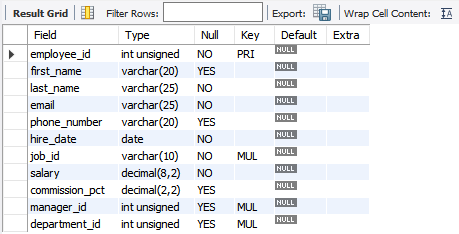 Result Grid Filter Rows: Export: Wrap Cell Content: IA
Field Type Null Key Default Extra
employee_id int unsigned NO PRI NULL
first_name varchar(20) YES NULL
last_name varchar(25) NO NULL
email varchar(25) NO NULL
phone_number varchar(20) YES NULL
hire_date date NO NULL
job_id varchar(10) NO MUL NULL
salary decimal(8,2) NO NULL
commission_pct decimal(2,2) YES NULL
manager_id int unsigned YES MUL NULL
department_id int unsigned YES MUL NULL